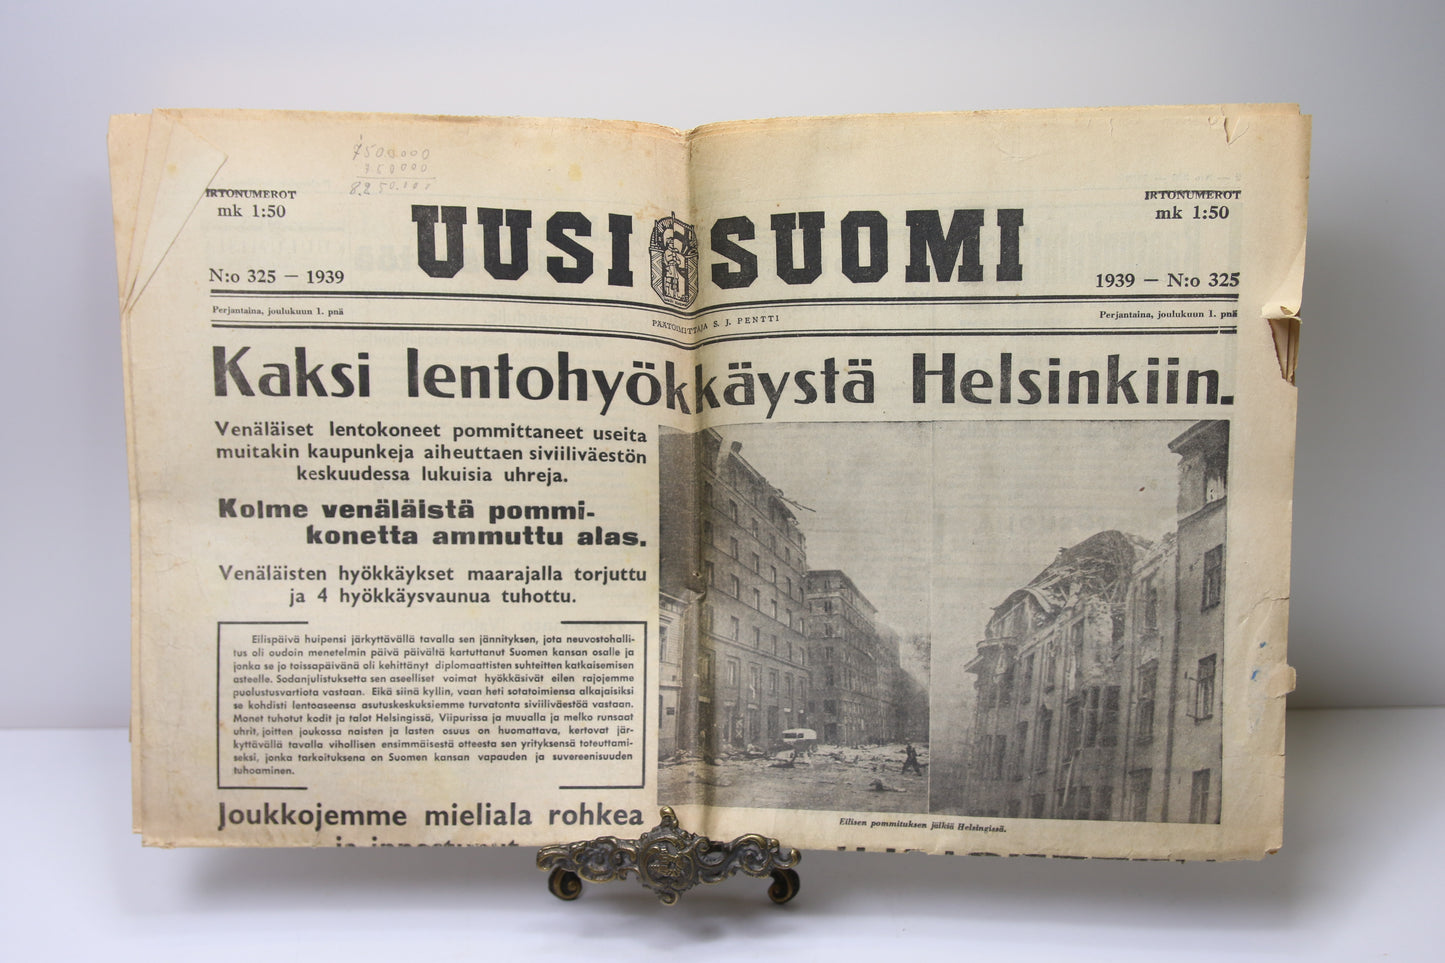 7500000
750000
8250.000
IRTONUMEROT
mk 1:50
IRTONUMEROT
mk 1:50
UUSI SUOMI
N:o 325 — 1939
1939 — N:o 325
Perjantaina, joulukuun 1. pnä
PÄÄTOIMITTAJA S. J. PENTTI
Perjantaina, joulukuun 1. pnä
Kaksi lentohyökkäystä Helsinkiin.
Venäläiset lentokoneet pommittaneet useita
muitakin kaupunkeja aiheuttaen siviiliväestön
keskuudessa lukuisia uhreja.
Kolme venäläistä pommi-
konetta ammuttu alas.
Venäläisten hyökkäykset maarajalla torjuttu
ja 4 hyökkäysvaunua tuhottu.
Eilispäivä huipensi järkyttävällä tavalla sen jännityksen, jota neuvostohalli-
tus oli oudoin menetelmin päivä päivältä kartuttanut Suomen kansan osalle ja
jonka se jo toissapäivänä oli kehittänyt diplomaattisten suhteitten katkaisemisen
asteelle. Sodanjulistuksetta sen aseelliset voimat hyökkäsivät eilen rajojemme
puolustusvartiota vastaan. Eikä siinä kyllin, vaan heti sotatoimiensa alkajaisiksi
se kohdisti lentoaseensa asutuskeskuksiemme turvatonta siviiliväestöä vastaan.
Monet tuhotut kodit ja talot Helsingissä, Viipurissa ja muualla ja melko runsaat
uhrit, joitten joukossa naisten ja lasten osuus on huomattava, kertovat jär-
kyttävällä tavalla vihollisen ensimmäisestä otteesta sen yrityksensä toteuttami-
seksi, jonka tarkoituksena on Suomen kansan vapauden ja suvereenisuuden
tuhoaminen.
Joukkojemme mieliala rohkea
ja innostunut
Eilisen pommituksen jälkiä Helsingissä.